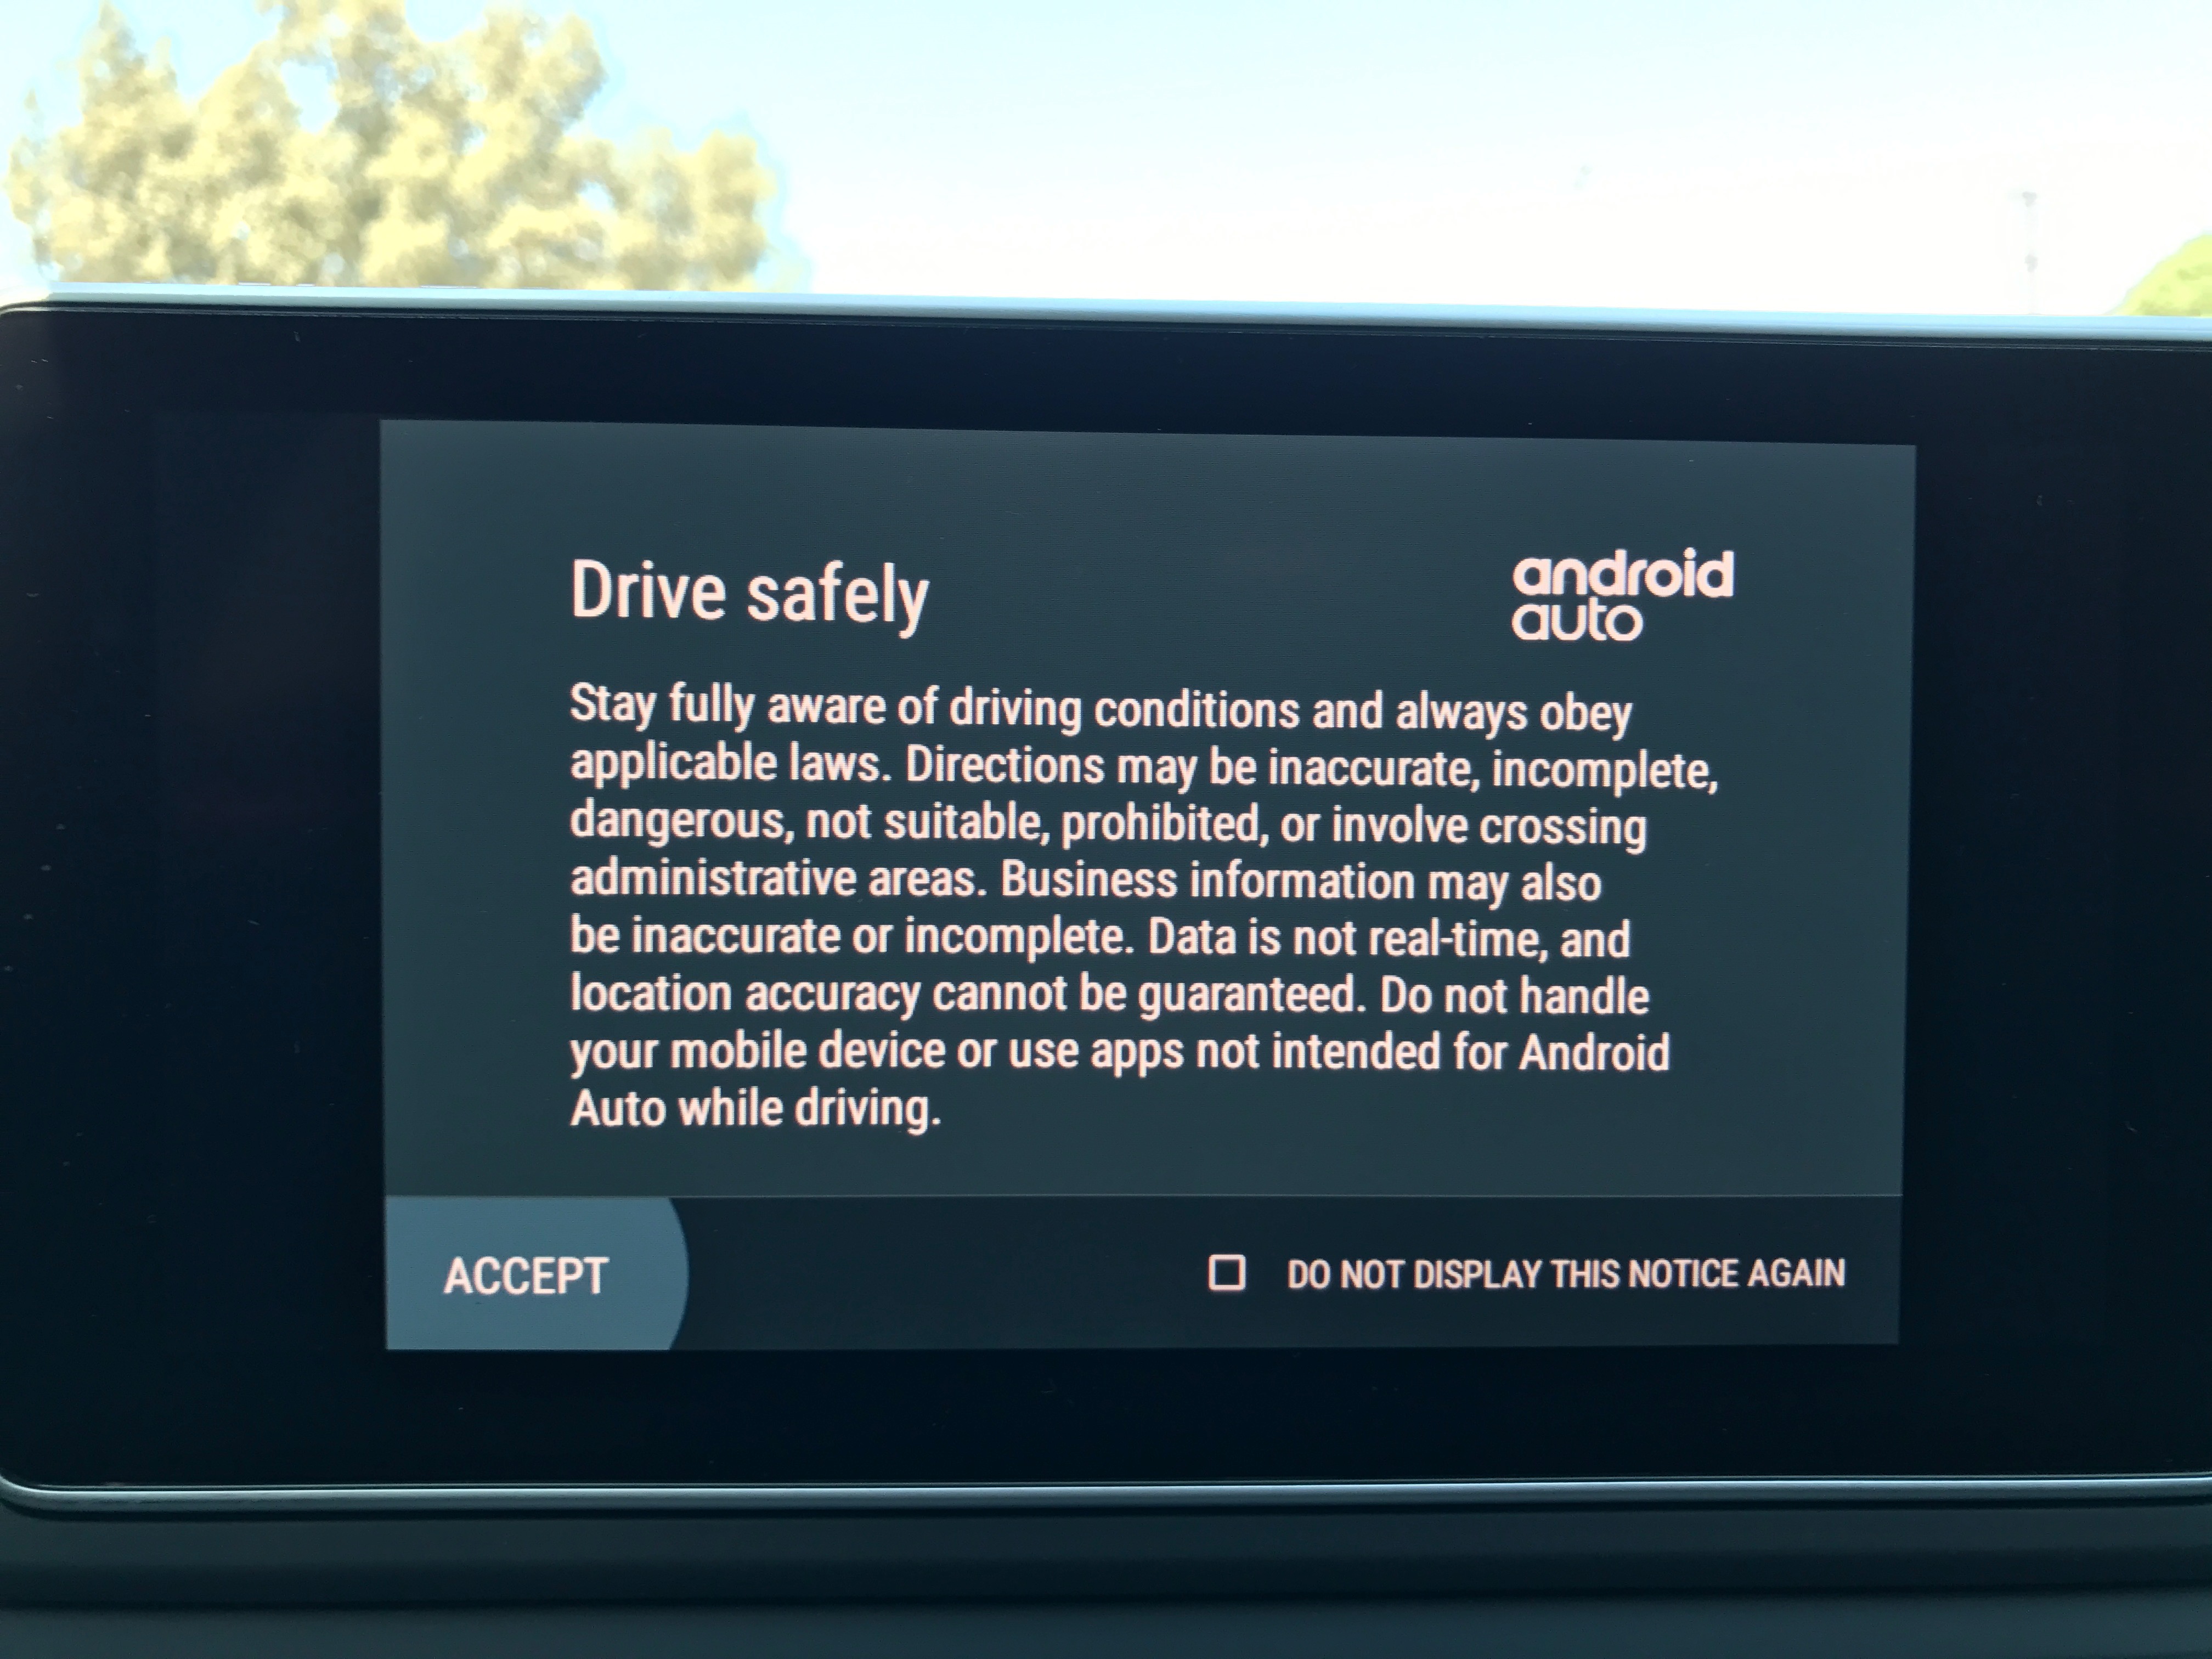 Drive safely
android
auto
Stay fully aware of driving conditions and always obey
applicable laws. Directions may be inaccurate, incomplete,
dangerous, not suitable, prohibited, or involve crossing
administrative areas. Business information may also
be inaccurate or incomplete. Data is not real-time, and
location accuracy cannot be guaranteed. Do not handle
your mobile device or use apps not intended for Android
Auto while driving.
ACCEPT
DO NOT DISPLAY THIS NOTICE AGAIN